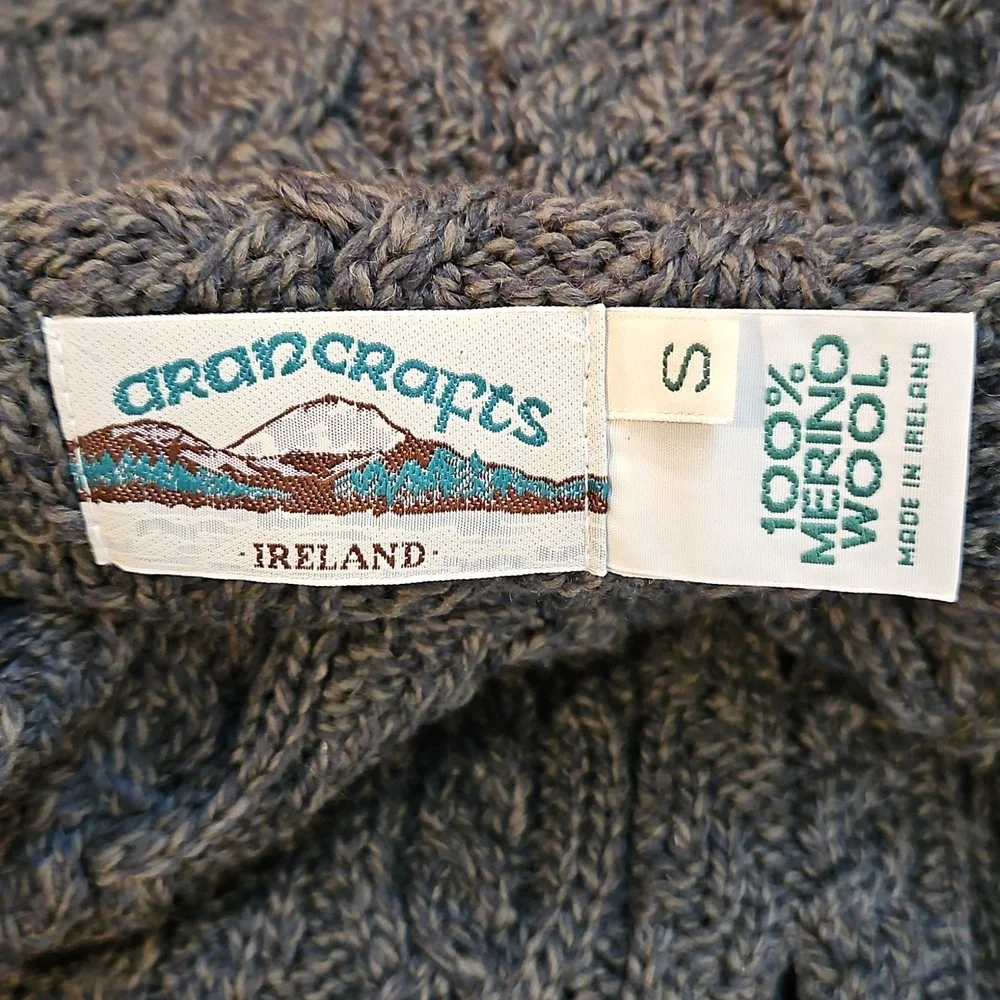 arancrafts
·IRELAND·
S
100%
MERINO
WOOL
MADE IN IRELAND